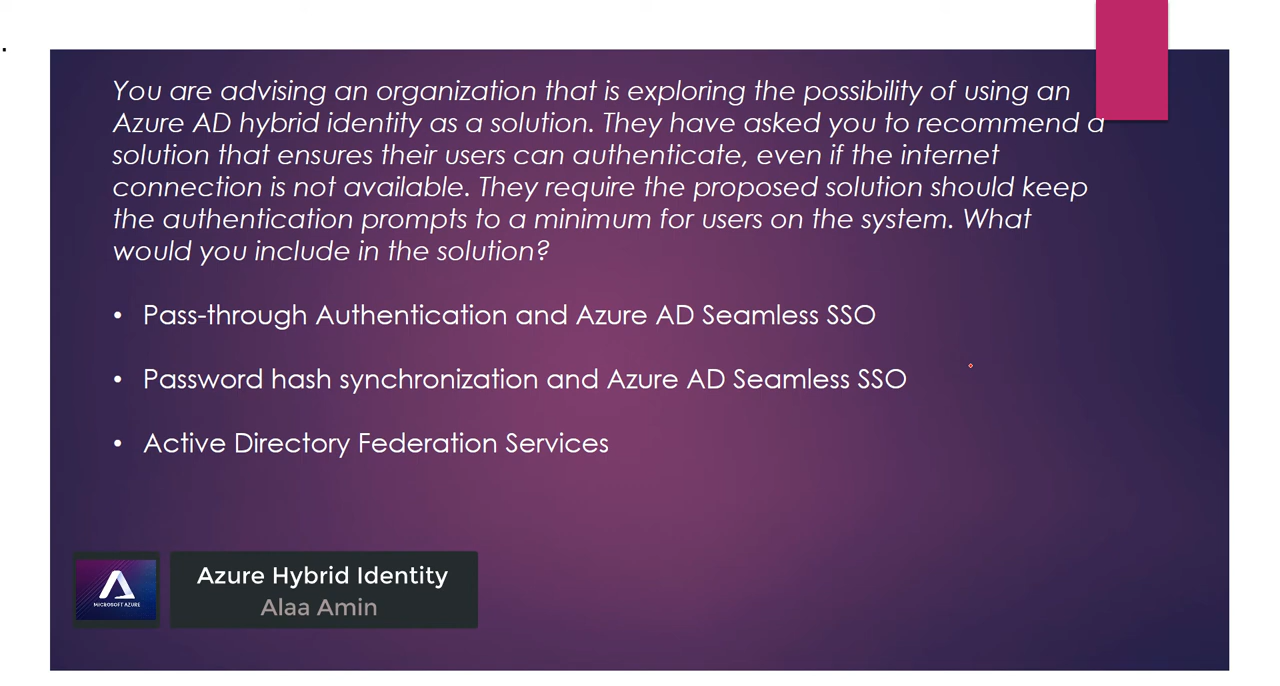 You are advising an organization that is exploring the possibility of using an
Azure AD hybrid identity as a solution. They have asked you to recommend a
solution that ensures their users can authenticate, even if the internet
connection is not available. They require the proposed solution should keep
the authentication prompts to a minimum for users on the system. What
would you include in the solution?
• Pass-through Authentication and Azure AD Seamless SSO
• Password hash synchronization and Azure AD Seamless SSO
• Active Directory Federation Services
MICROSOFT AZURE
Azure Hybrid Identity
Alaa Amin